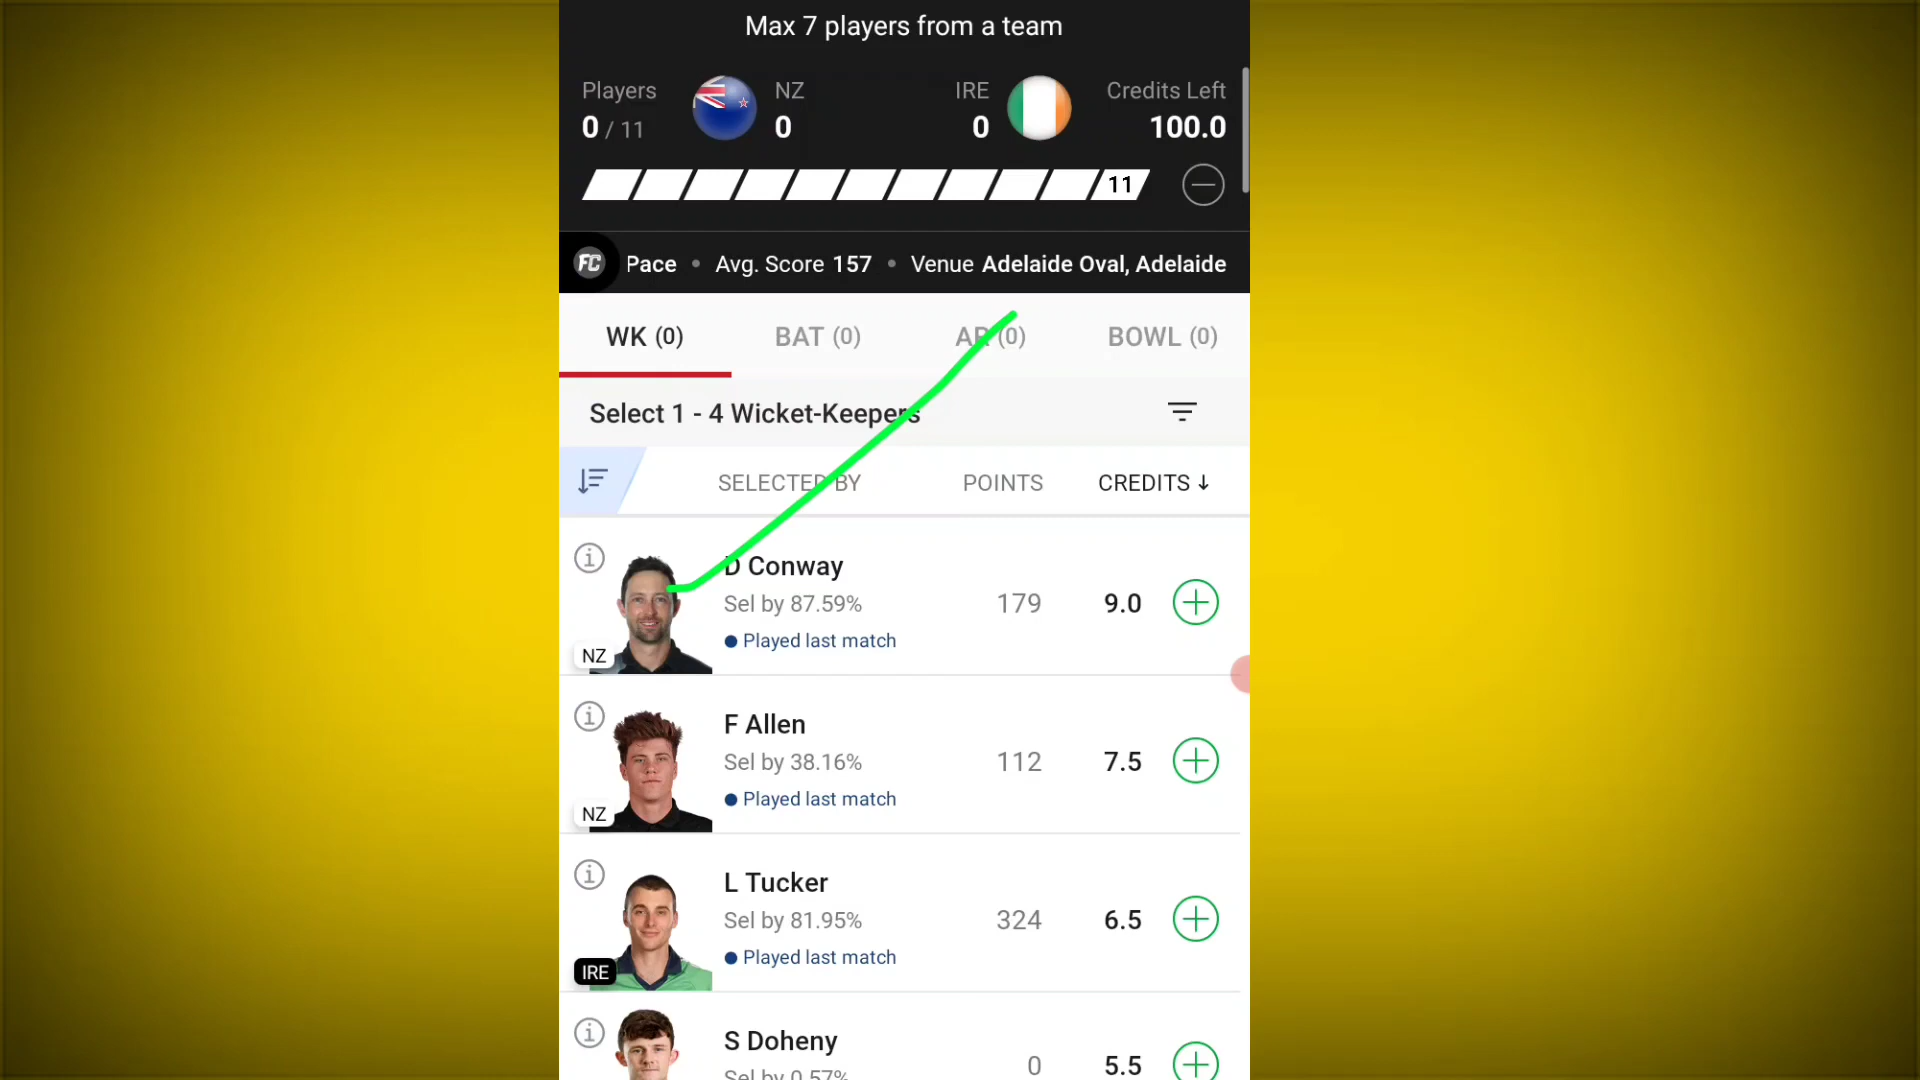 Max 7 players from a team
Players NZ IRE Credits Left
0 / 11 0 0 100.0
11
FC Pace • Avg. Score 157 • Venue Adelaide Oval, Adelaide
WK (0) BAT (0) AR (0) BOWL (0)
Select 1 - 4 Wicket-Keepers
SELECTED BY POINTS CREDITS ↓
D Conway
Sel by 87.59% 179 9.0
Played last match
NZ
F Allen
Sel by 38.16% 112 7.5
Played last match
NZ
L Tucker
Sel by 81.95% 324 6.5
Played last match
IRE
S Doheny
Sel by 0.57% 0 5.5